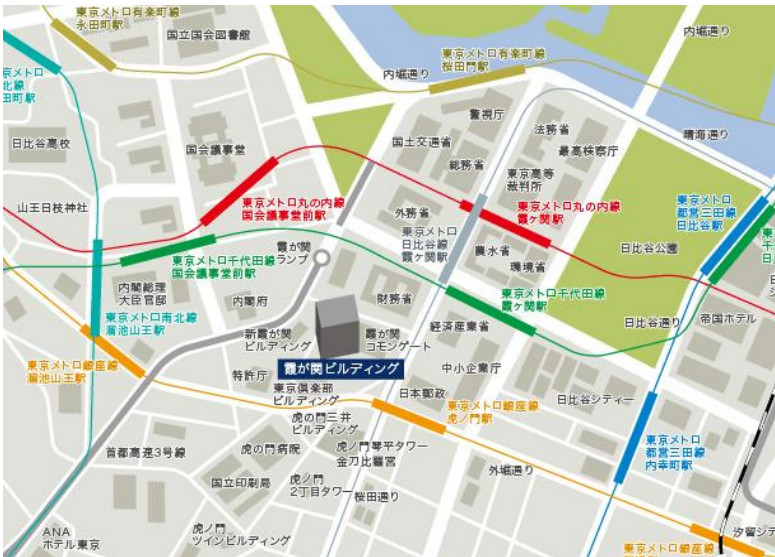 東京メトロ有楽町線
永田町駅
国立国会図書館
内堀通り
東京メトロ有楽町線
桜田門駅
内堀通り
京メトロ
北線
田町駅
日比谷高校
国会議事堂
警視庁
国土交通省
総務省
法務省
最高検察庁
東京高等
裁判所
晴海通り
山王日枝神社
東京メトロ丸の内線
国会議事堂前駅
外務省
東京メトロ丸の内線
霞ケ関駅
東京メトロ
都営三田線
日比谷駅
東京メトロ
日比谷線
霞ケ関駅
農水省
環境省
日比谷公園
霞が関
ランプ
東京メトロ千代田線
国会議事堂前駅
内閣総理
大臣官邸
内閣府
財務省
東京メトロ千代田線
霞ケ関駅
東京メトロ南北線
溜池山王駅
新霞が関
ビルディング
霞が関
コモンゲート
経済産業省
日比谷通り
帝国ホテル
東京メトロ銀座線
溜池山王駅
霞が関ビルディング
特許庁
中小企業庁
東京倶楽部
ビルディング
日本郵政
東京メトロ銀座線
虎ノ門駅
日比谷シティー
虎の門三井
ビルディング
首都高速3号線
虎の門病院
虎ノ門琴平タワー
金刀比羅宮
東京メトロ
都営三田線
内幸町駅
国立印刷局
虎ノ門
2丁目タワー
桜田通り
外堀通り
虎ノ門
ツインビルディング
ANA
ホテル東京
汐留シテ
東京メトロ銀座線